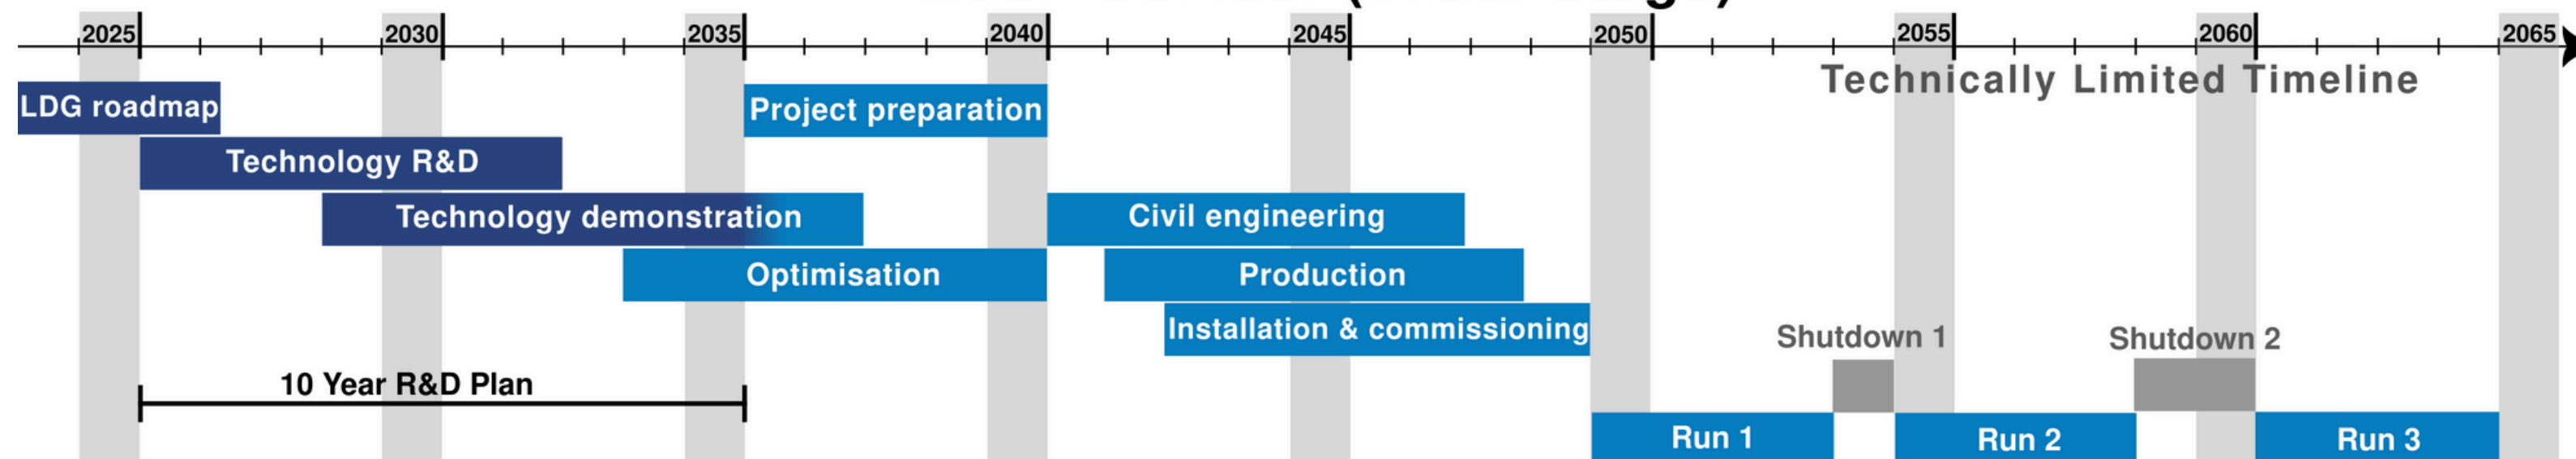 2025 2030 2035 2040 2045 2050 2055 2060 2065
Technically Limited Timeline
LDG roadmap
Project preparation
Technology R&D
Technology demonstration
Civil engineering
Optimisation
Production
Installation & commissioning
Shutdown 1
Shutdown 2
10 Year R&D Plan
Run 1
Run 2
Run 3